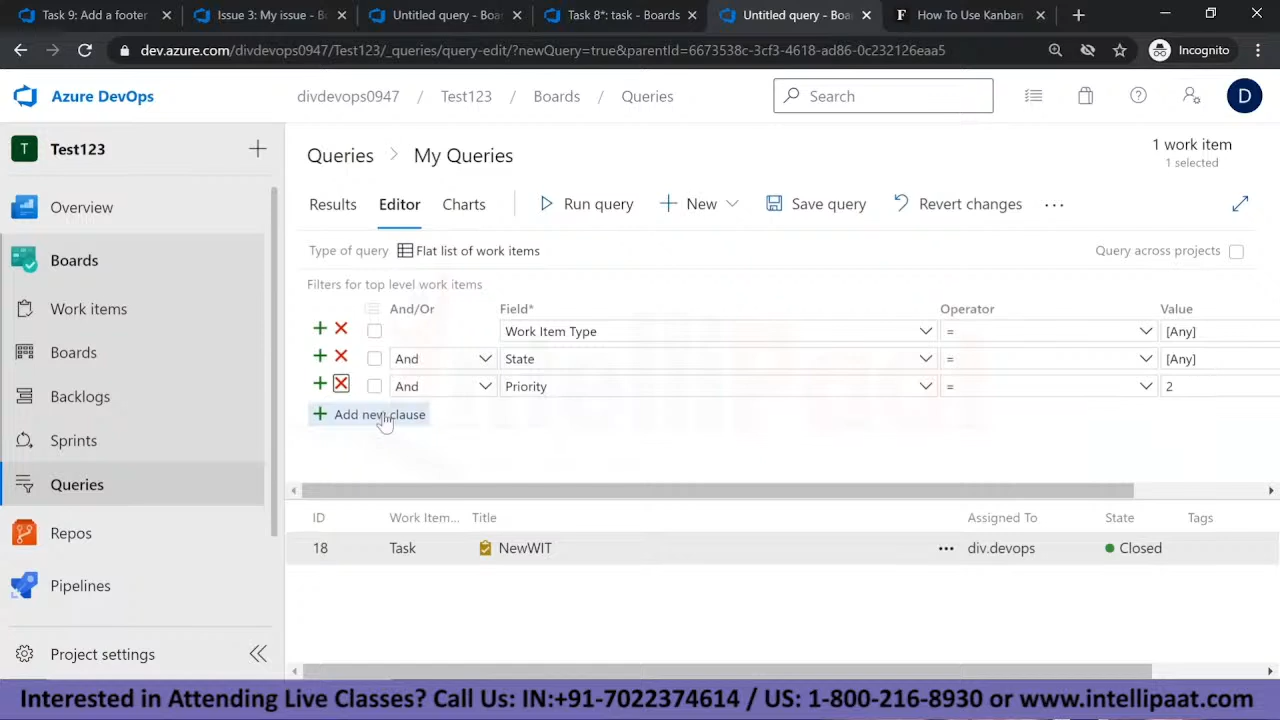 Task 9: Add a footer
Issue 3: My issue - B
Untitled query - Boar
Task 8*: task - Boards
Untitled query - Boa
How To Use Kanban
dev.azure.com/divdevops0947/Test123/_queries/query-edit/?newQuery=true&parentId=6673538c-3cf3-4618-ad86-0c232126eaa5
Incognito
Azure DevOps
divdevops0947 / Test123 / Boards / Queries
Search
D
T Test123
Queries > My Queries
1 work item
1 selected
Overview
Results Editor Charts Run query New Save query Revert changes
Type of query Flat list of work items Query across projects
Boards
Filters for top level work items
Work items
And/Or Field* Operator Value
Work Item Type = [Any]
Boards
And State = [Any]
And Priority = 2
Backlogs
Add new clause
Sprints
Queries
ID Work Item... Title Assigned To State Tags
Repos
18 Task NewWIT ... div.devops Closed
Pipelines
Project settings
Interested in Attending Live Classes? Call Us: IN:+91-7022374614 / US: 1-800-216-8930 or www.intellipaat.com